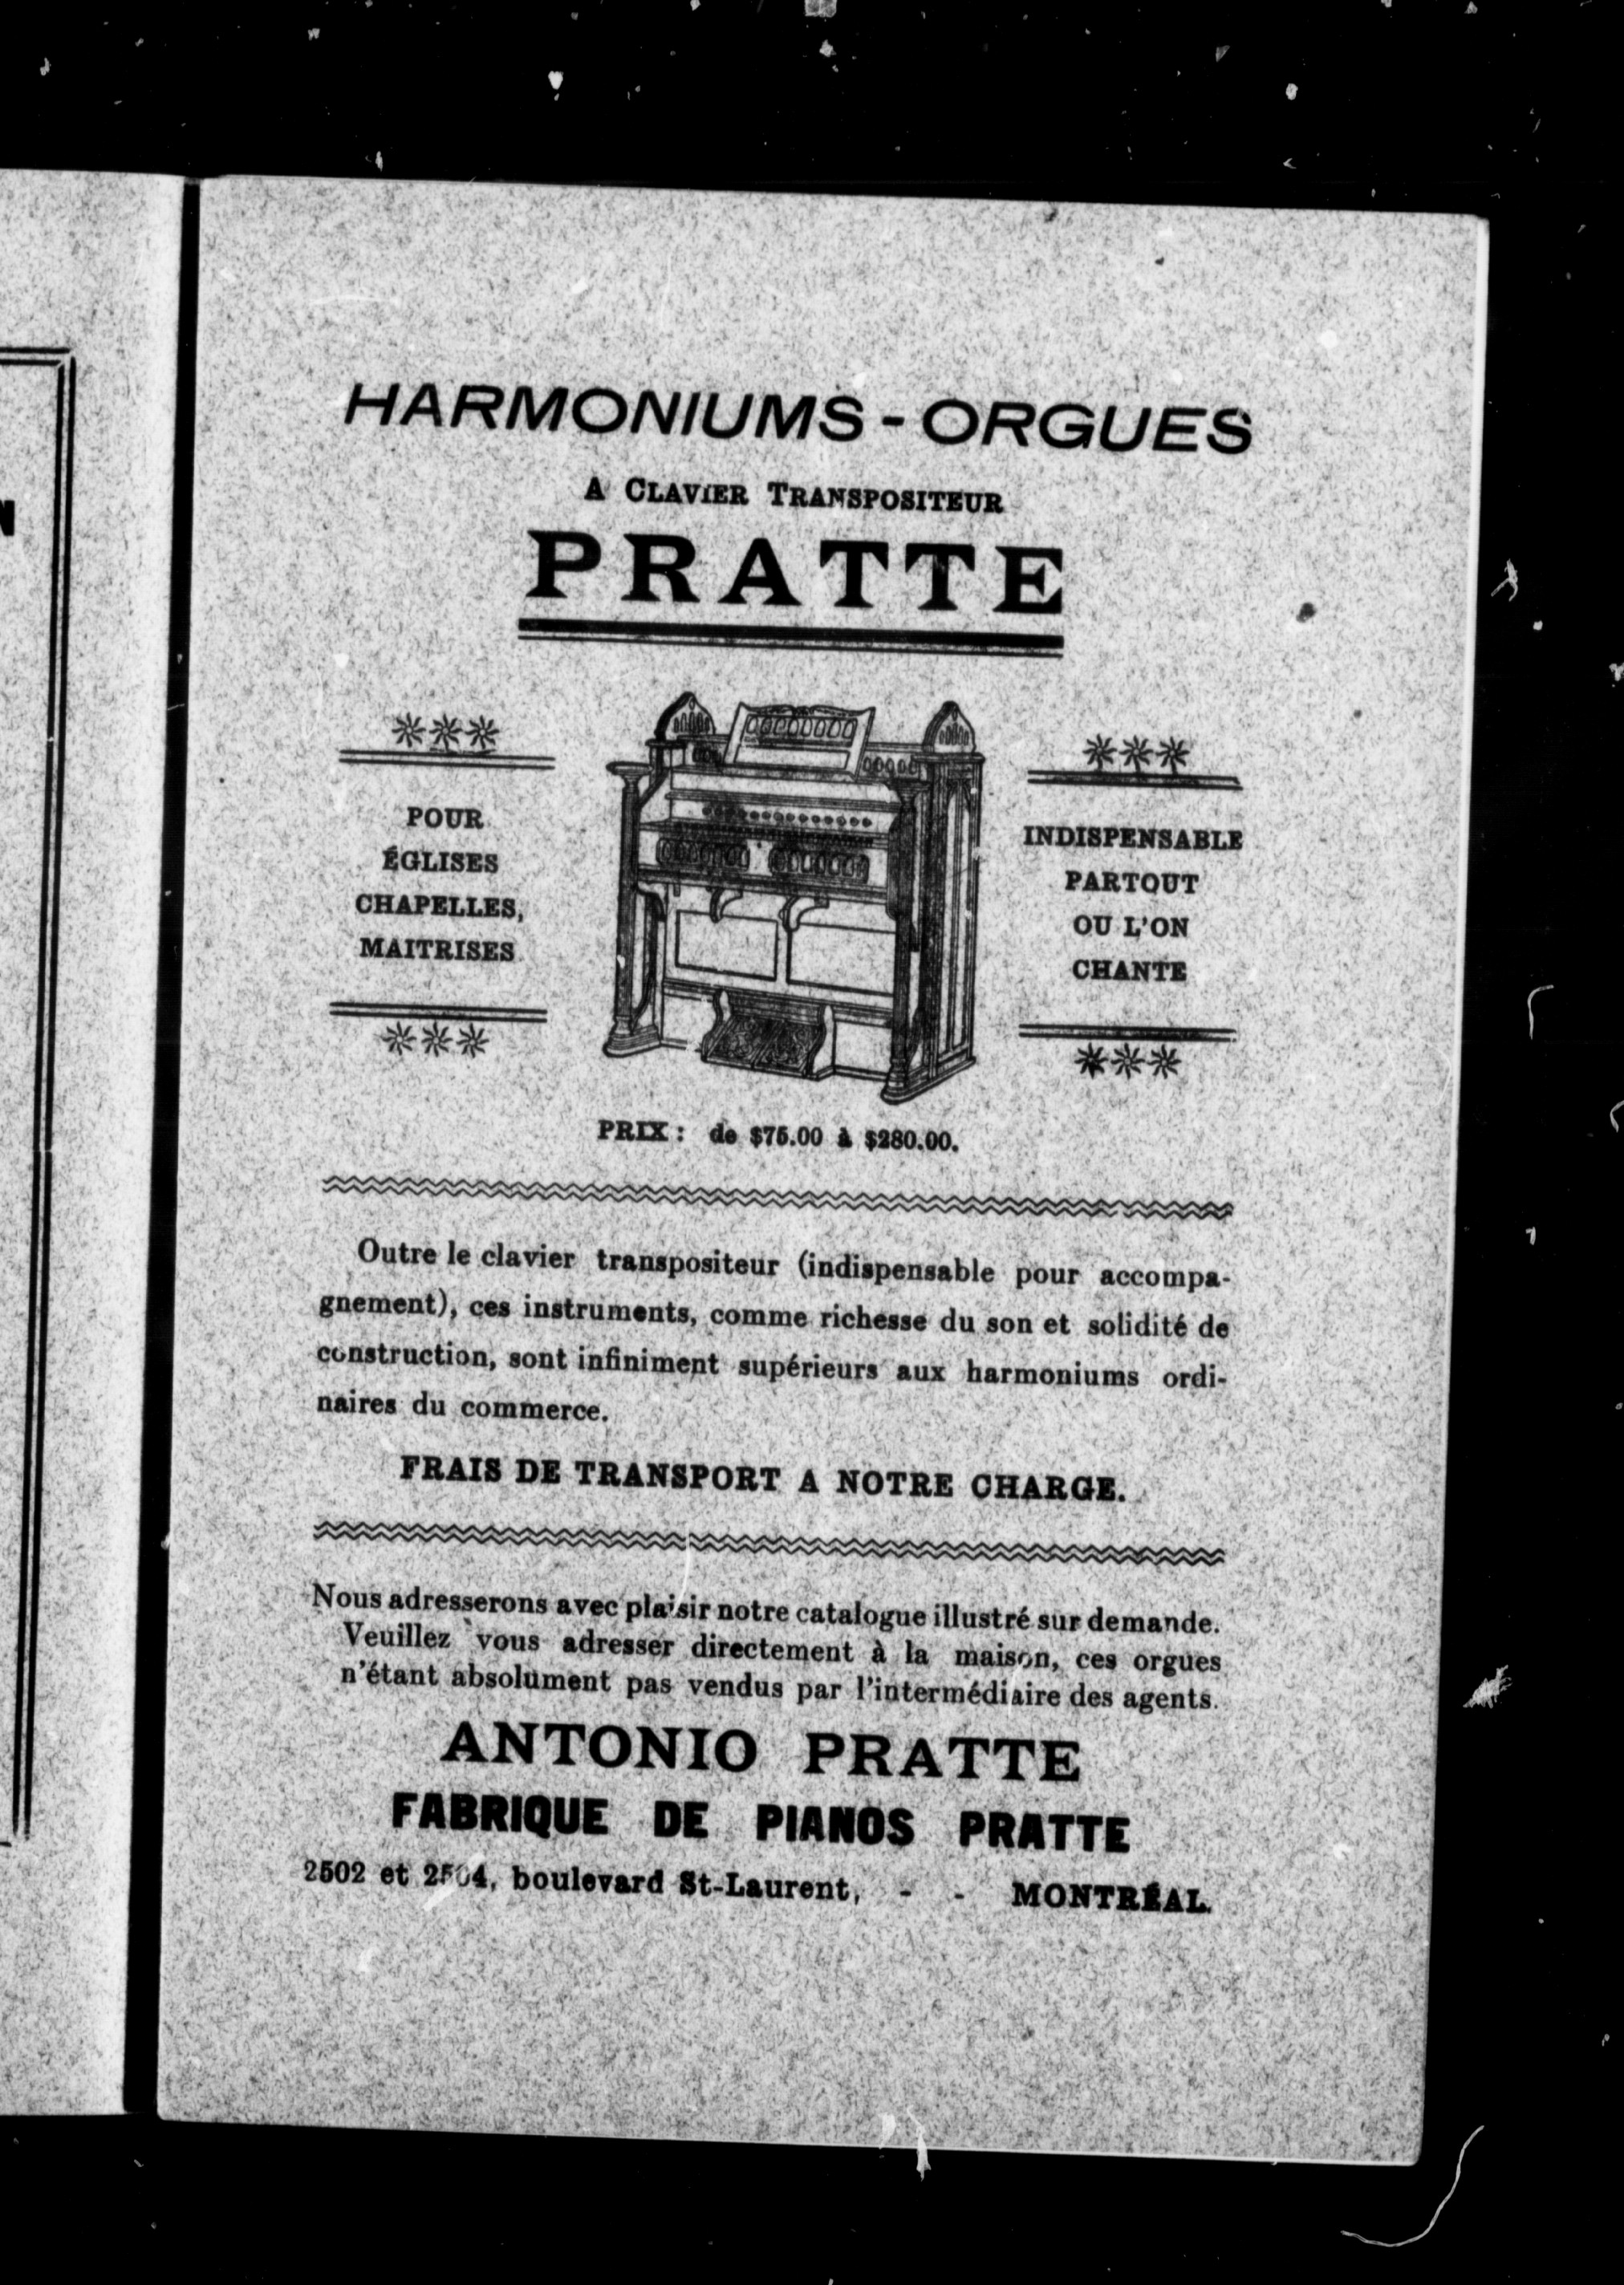 HARMONIUMS - ORGUES
A CLAVIER TRANSPOSITEUR
PRATTE
POUR
ÉGLISES
CHAPELLES,
MAITRISES
INDISPENSABLE
PARTOUT
OU L'ON
CHANTE
PRIX : de $75.00 à $280.00.
Outre le clavier transpositeur (indispensable pour accompa-
gnement), ces instruments, comme richesse du son et solidité de
construction, sont infiniment supérieurs aux harmoniums ordi-
naires du commerce.
FRAIS DE TRANSPORT A NOTRE CHARGE.
Nous adresserons avec plaisir notre catalogue illustré sur demande.
Veuillez vous adresser directement à la maison, ces orgues
n'étant absolument pas vendus par l'intermédiaire des agents.
ANTONIO PRATTE
FABRIQUE DE PIANOS PRATTE
2502 et 2504, boulevard St-Laurent, - - MONTRÉAL.